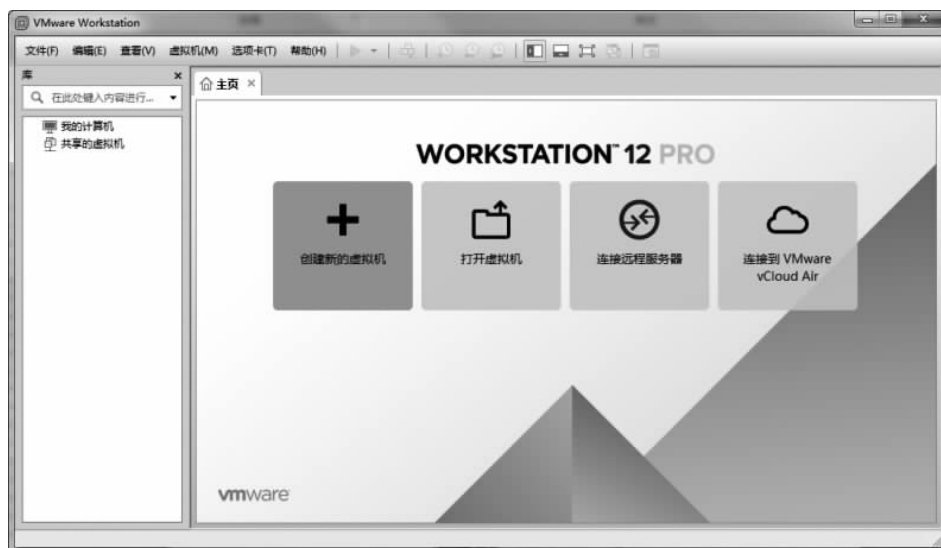 VMware Workstation
文件(F) 编辑(E) 查看(V) 虚拟机(M) 选项卡(T) 帮助(H)
库
主页
在此处键入内容进行...
我的计算机
共享的虚拟机
WORKSTATION™ 12 PRO
创建新的虚拟机
打开虚拟机
连接远程服务器
连接到 VMware
vCloud Air
vmware